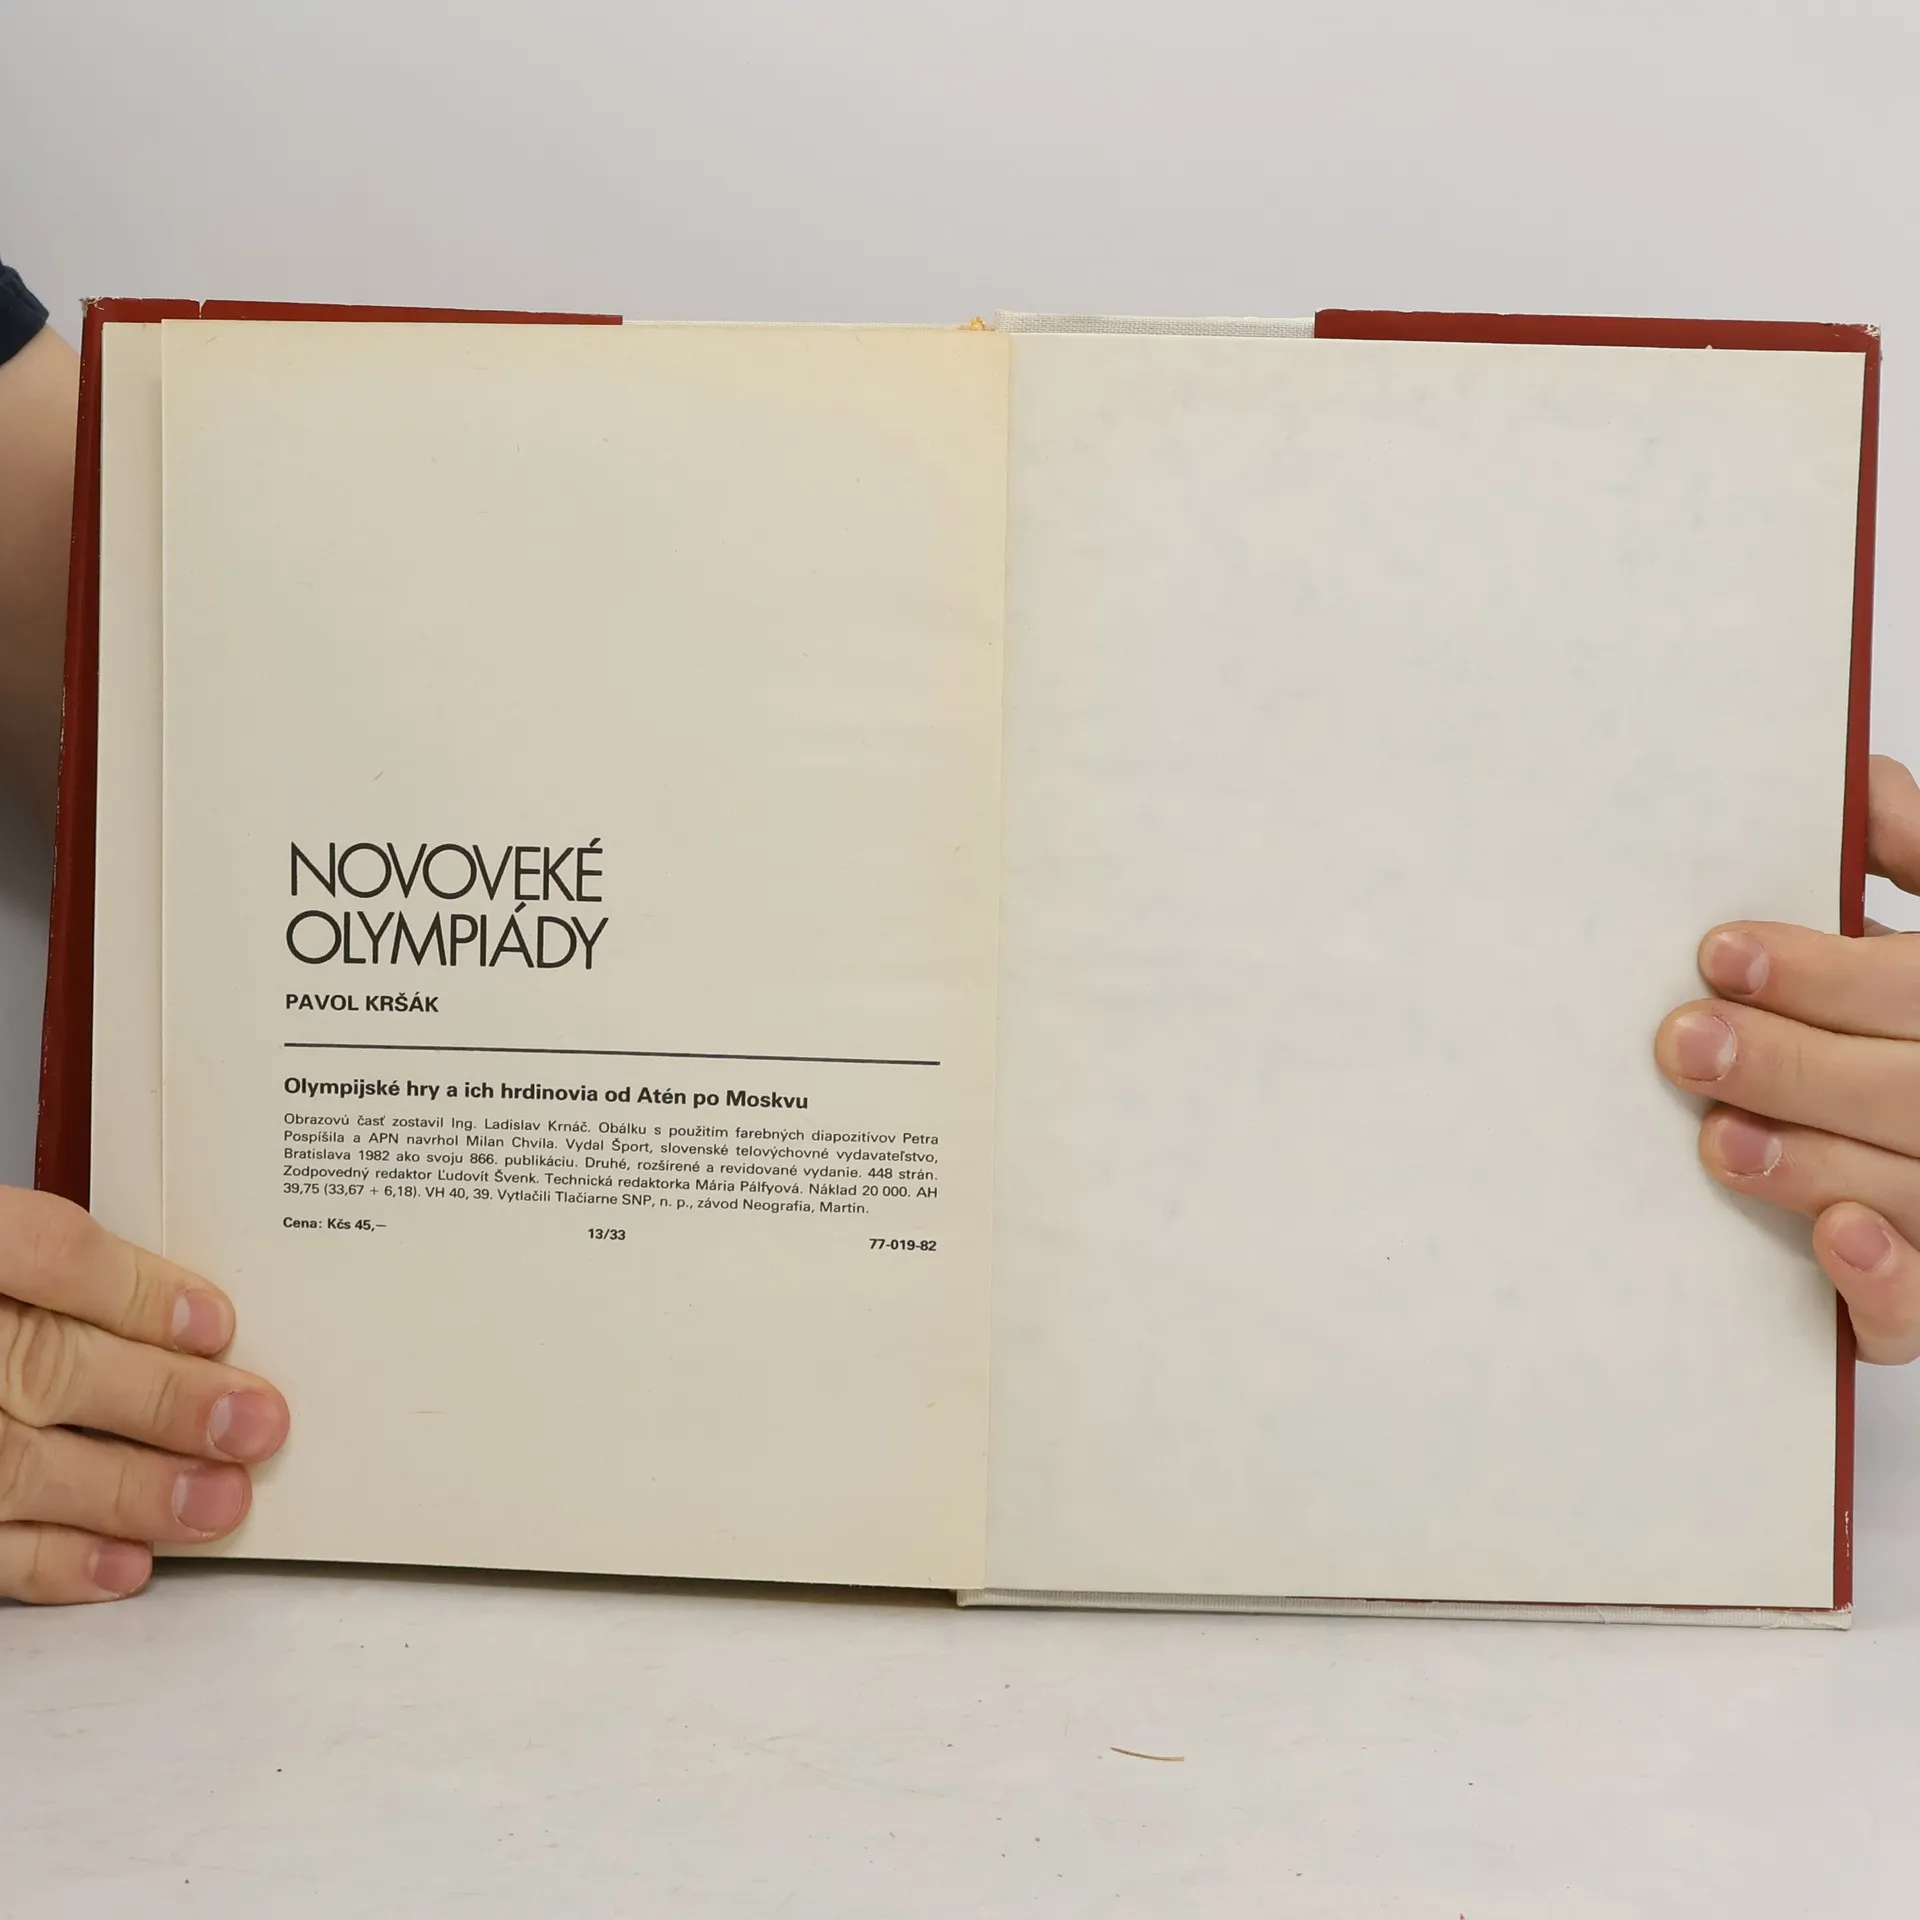 NOVOVEKÉ
OLYMPIÁDY
PAVOL KRŠÁK
Olympijské hry a ich hrdinovia od Atén po Moskvu
Obrazovú časť zostavil Ing. Ladislav Krnáč. Obálku s použitím farebných diapozitívov Petra
Pospíšila a APN navrhol Milan Chvíla. Vydal Šport, slovenské telovýchovné vydavateľstvo,
Bratislava 1982 ako svoju 866. publikáciu. Druhé, rozšírené a revidované vydanie. 448 strán.
Zodpovedný redaktor Ľudovít Švenk. Technická redaktorka Mária Pálfyová. Náklad 20 000. AH
39,75 (33,67 + 6,18). VH 40, 39. Vytlačili Tlačiarne SNP, n. p., závod Neografia, Martin.
Cena: Kčs 45,— 13/33 77-019-82